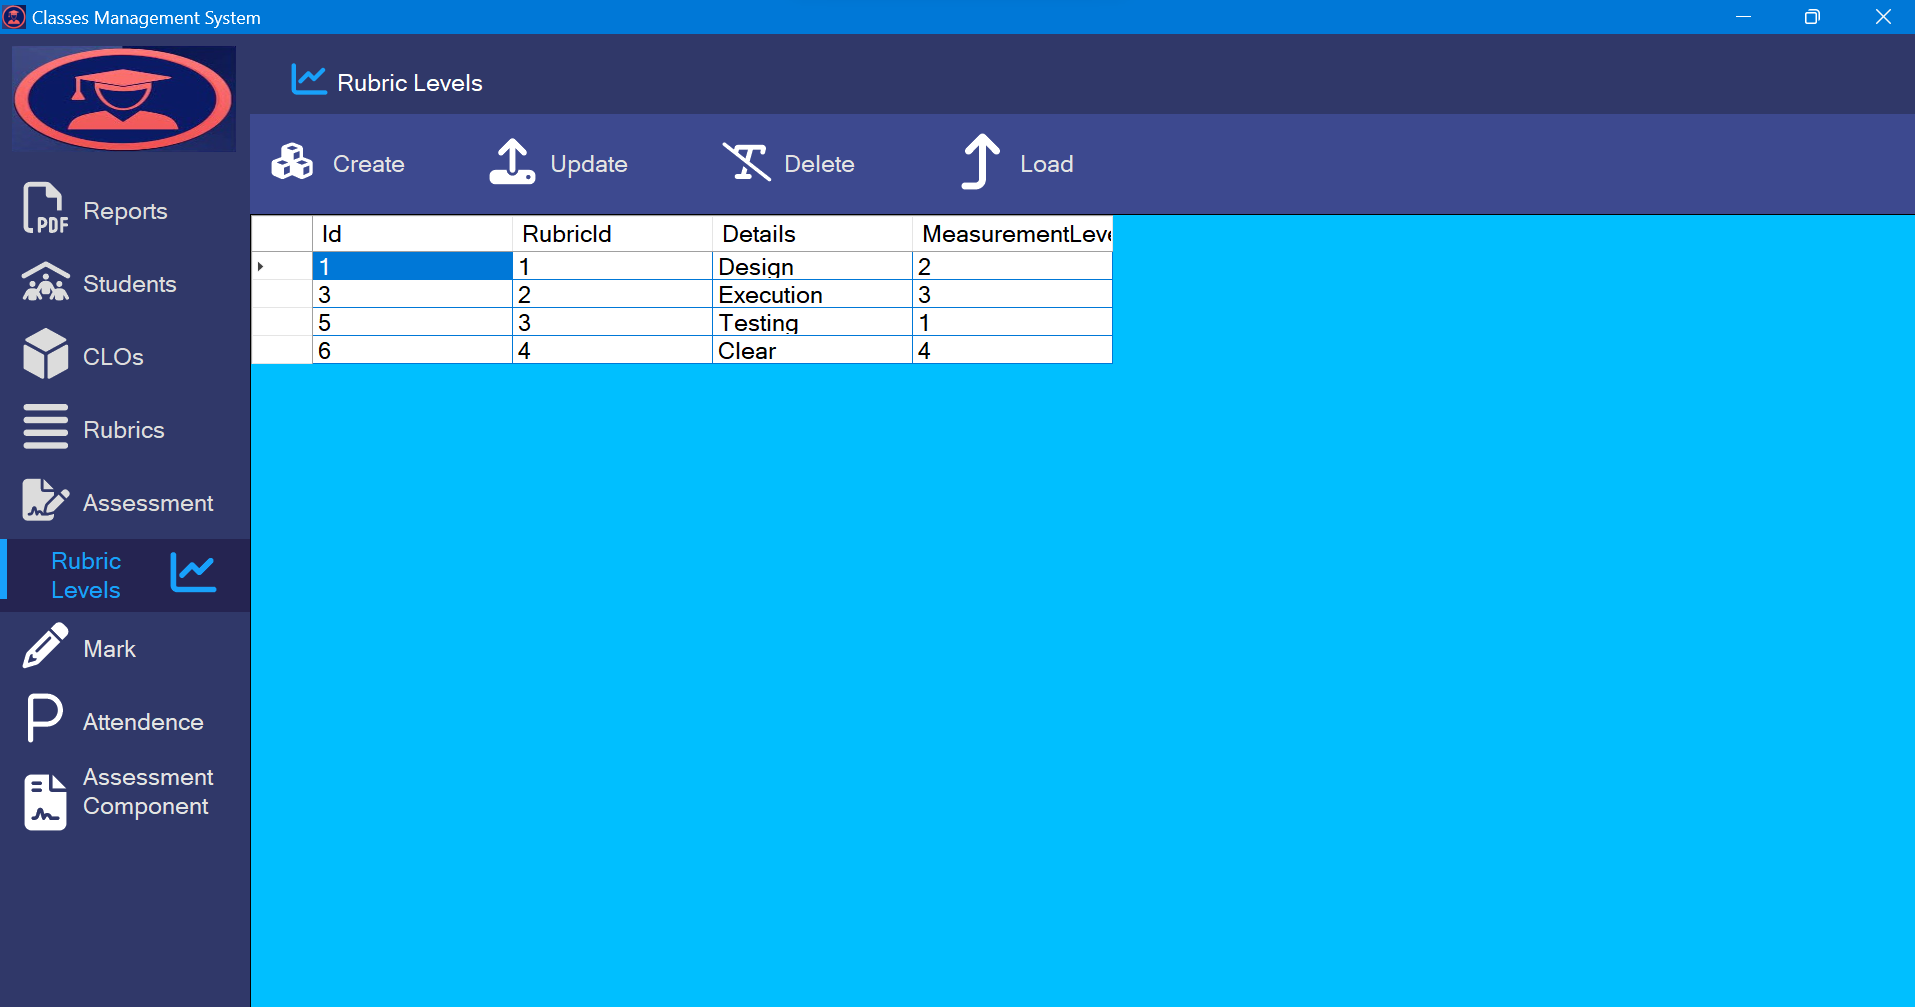 Classes Management System
Rubric Levels
Create Update Delete Load
PDF Reports
Students
CLOs
Rubrics
Assessment
Rubric
Levels
Mark
P Attendence
Assessment
Component
Id RubricId Details MeasurementLeve
1 1 Design 2
3 2 Execution 3
5 3 Testing 1
6 4 Clear 4